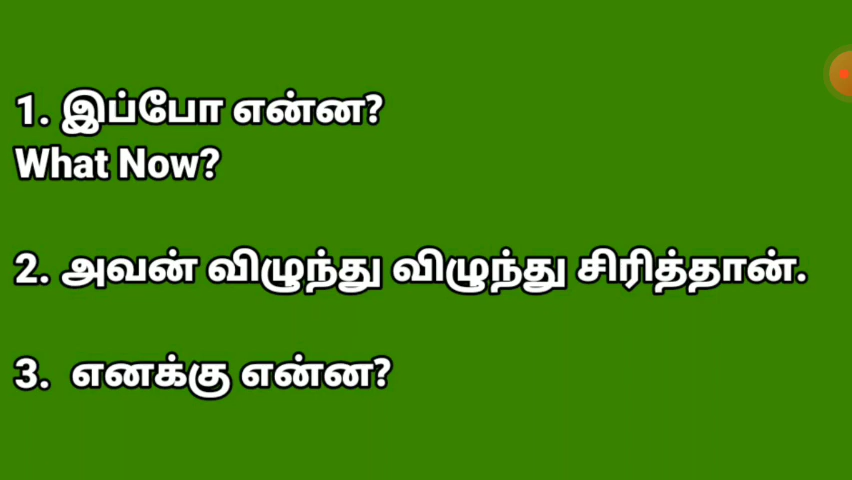 1. இப்போ என்ன?
What Now?
2. அவன் விழுந்து விழுந்து சிரித்தான்.
3. எனக்கு என்ன?